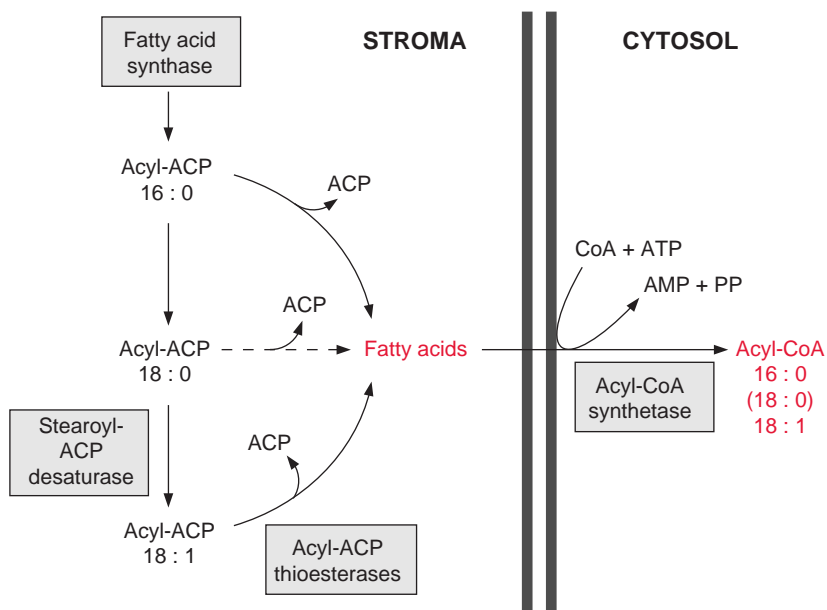 Fatty acid
synthase
STROMA
CYTOSOL
Acyl-ACP
16 : 0
ACP
CoA + ATP
AMP + PP
ACP
Acyl-ACP
18 : 0
Fatty acids
Acyl-CoA
16 : 0
(18 : 0)
18 : 1
Acyl-CoA
synthetase
Stearoyl-
ACP
desaturase
ACP
Acyl-ACP
18 : 1
Acyl-ACP
thioesterases